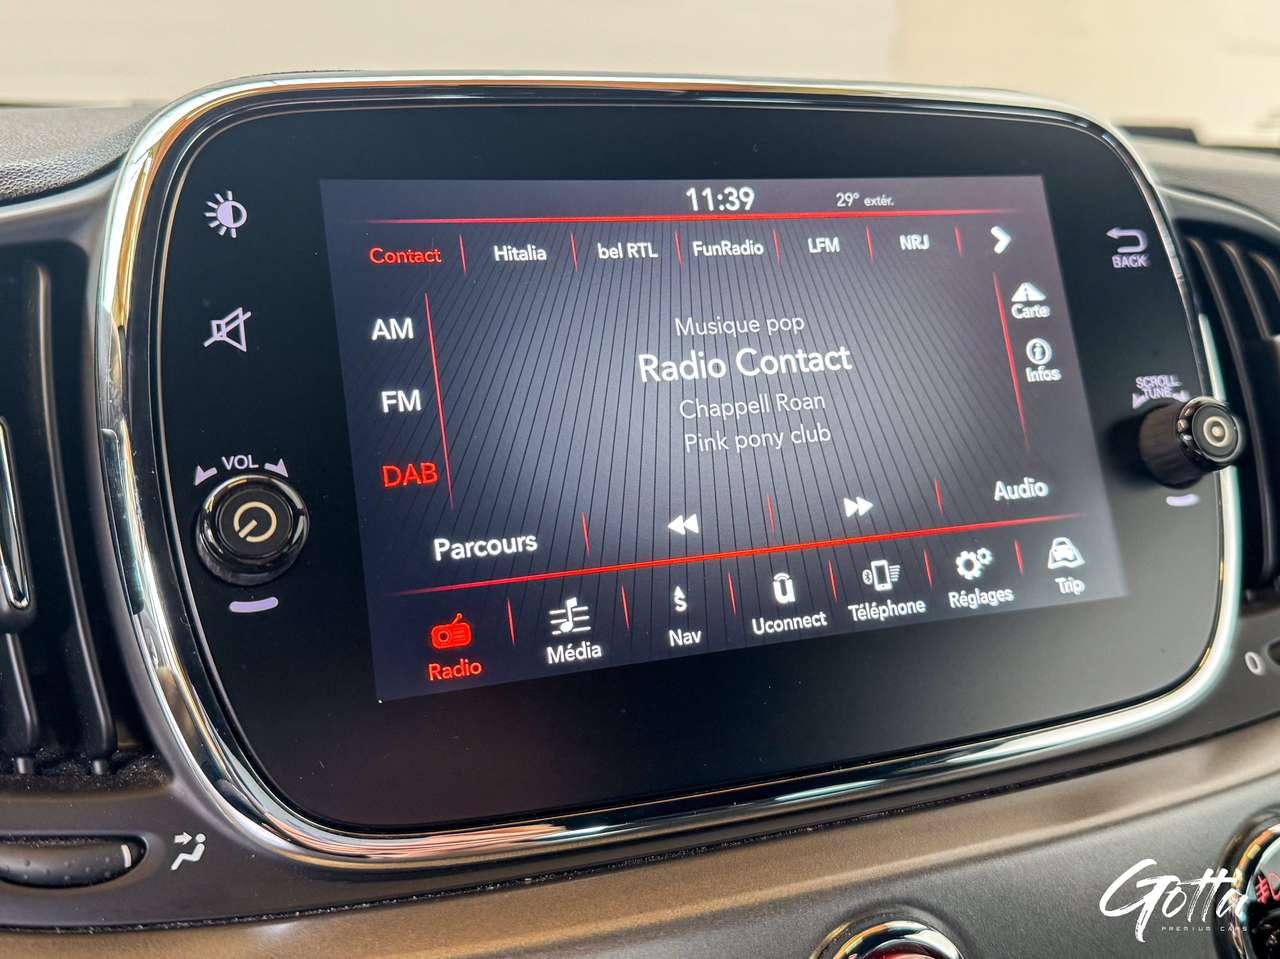 11:39
29° extér.
Contact
Hitalia
bel RTL
FunRadio
LFM
NRJ
BACK
AM
FM
DAB
Musique pop
Radio Contact
Chappell Roan
Pink pony club
Carte
Infos
SCROLL
TUNE
VOL
Parcours
Audio
Radio
Média
Nav
Uconnect
Téléphone
Réglages
Trip
0
Gotta
PREMIUM CARS